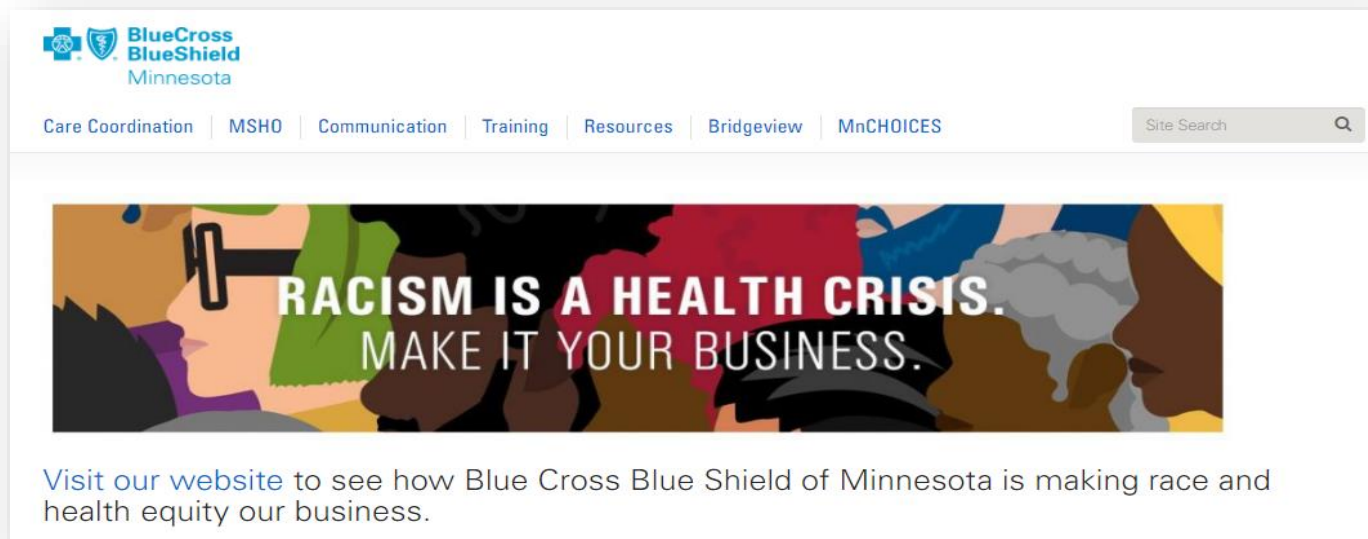 BlueCross
BlueShield
Minnesota
Care Coordination MSHO Communication Training Resources Bridgeview MnCHOICES Site Search
RACISM IS A HEALTH CRISIS.
MAKE IT YOUR BUSINESS.
Visit our website to see how Blue Cross Blue Shield of Minnesota is making race and
health equity our business.